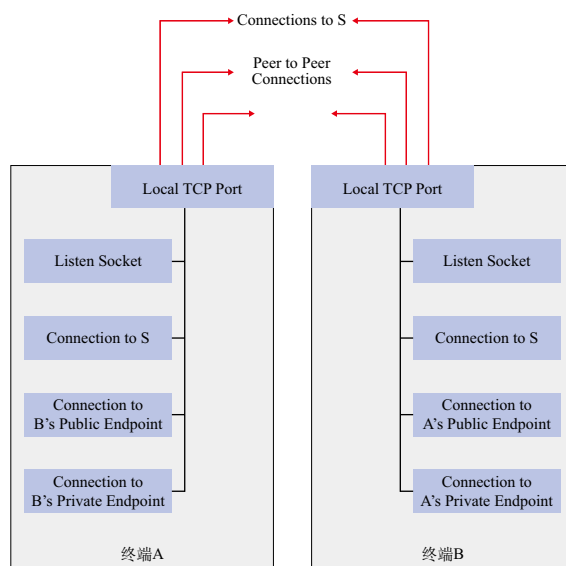 Connections to S
Peer to Peer
Connections
Local TCP Port
Listen Socket
Connection to S
Connection to
B's Public Endpoint
Connection to
B's Private Endpoint
终端A
Local TCP Port
Listen Socket
Connection to S
Connection to
A's Public Endpoint
Connection to
A's Private Endpoint
终端B